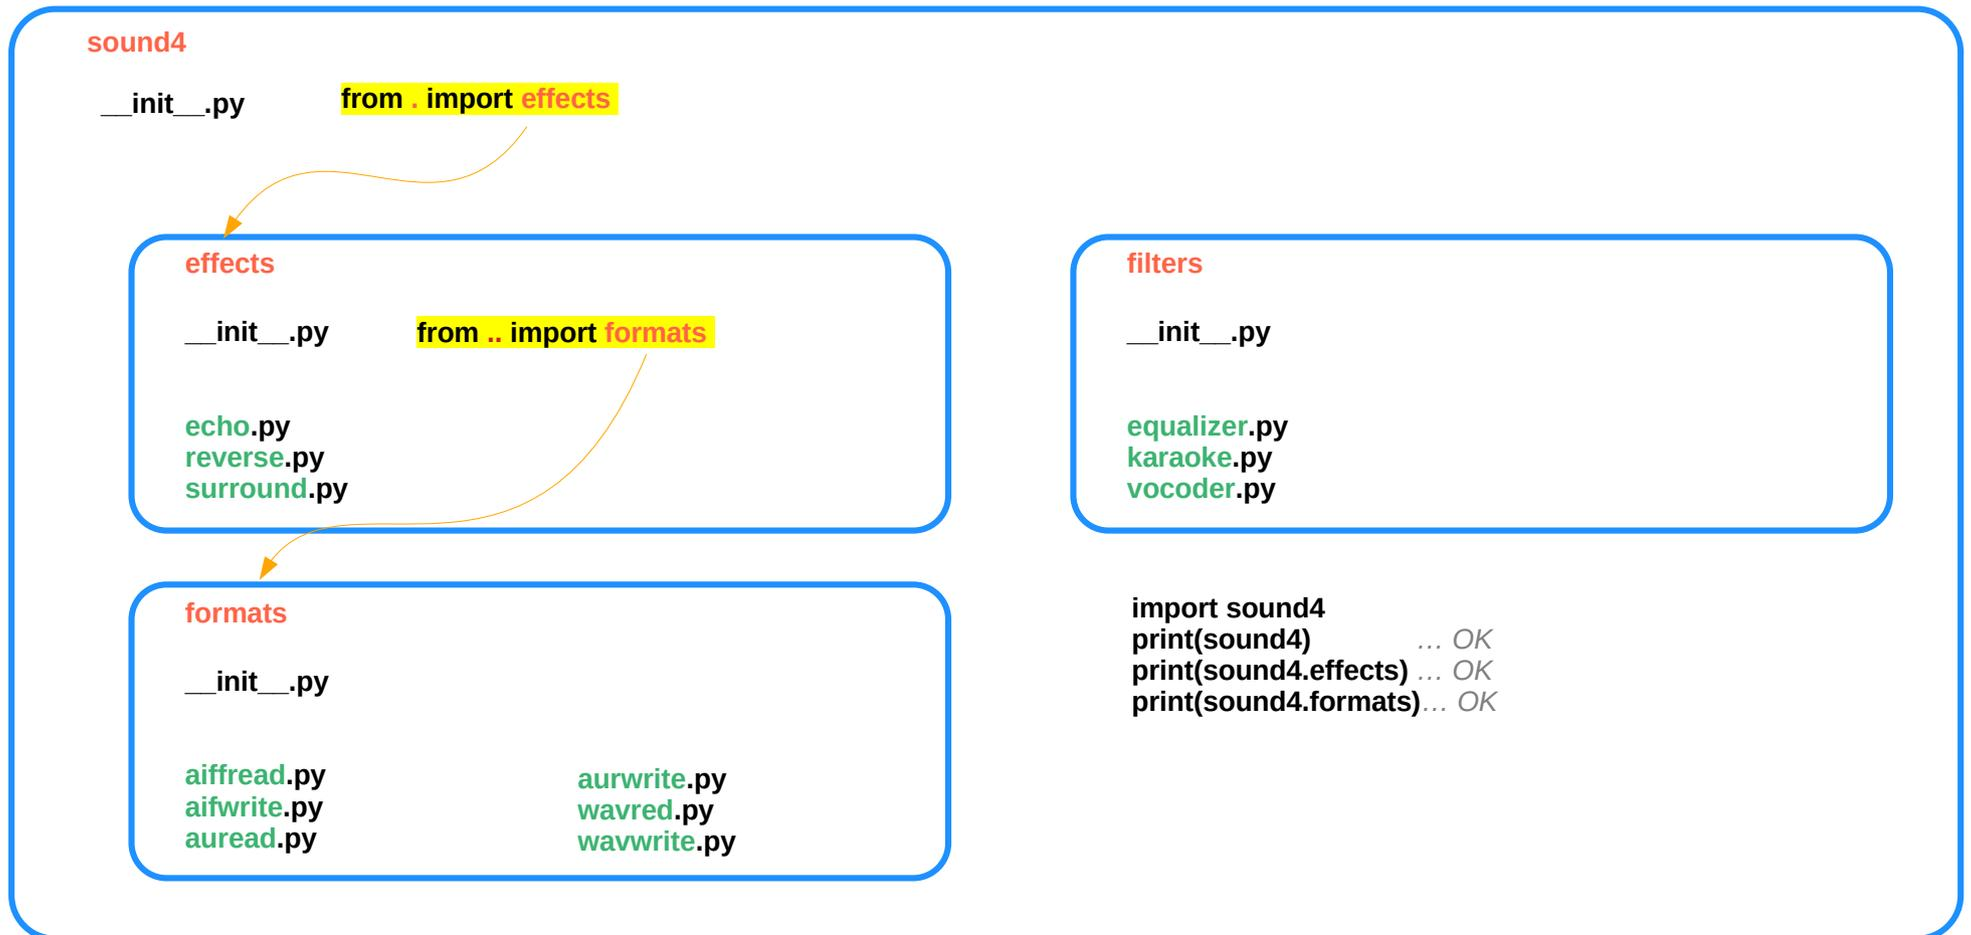 sound4
__init__.py
from . import effects
effects
__init__.py
from .. import formats
echo.py
reverse.py
surround.py
filters
__init__.py
equalizer.py
karaoke.py
vocoder.py
formats
__init__.py
aiffread.py
aifwrite.py
auread.py
aurwrite.py
wavred.py
wavwrite.py
import sound4
print(sound4) … OK
print(sound4.effects) … OK
print(sound4.formats)… OK